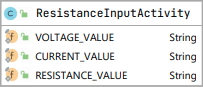 ResistanceInputActivity
VOLTAGE_VALUE String
CURRENT_VALUE String
RESISTANCE_VALUE String